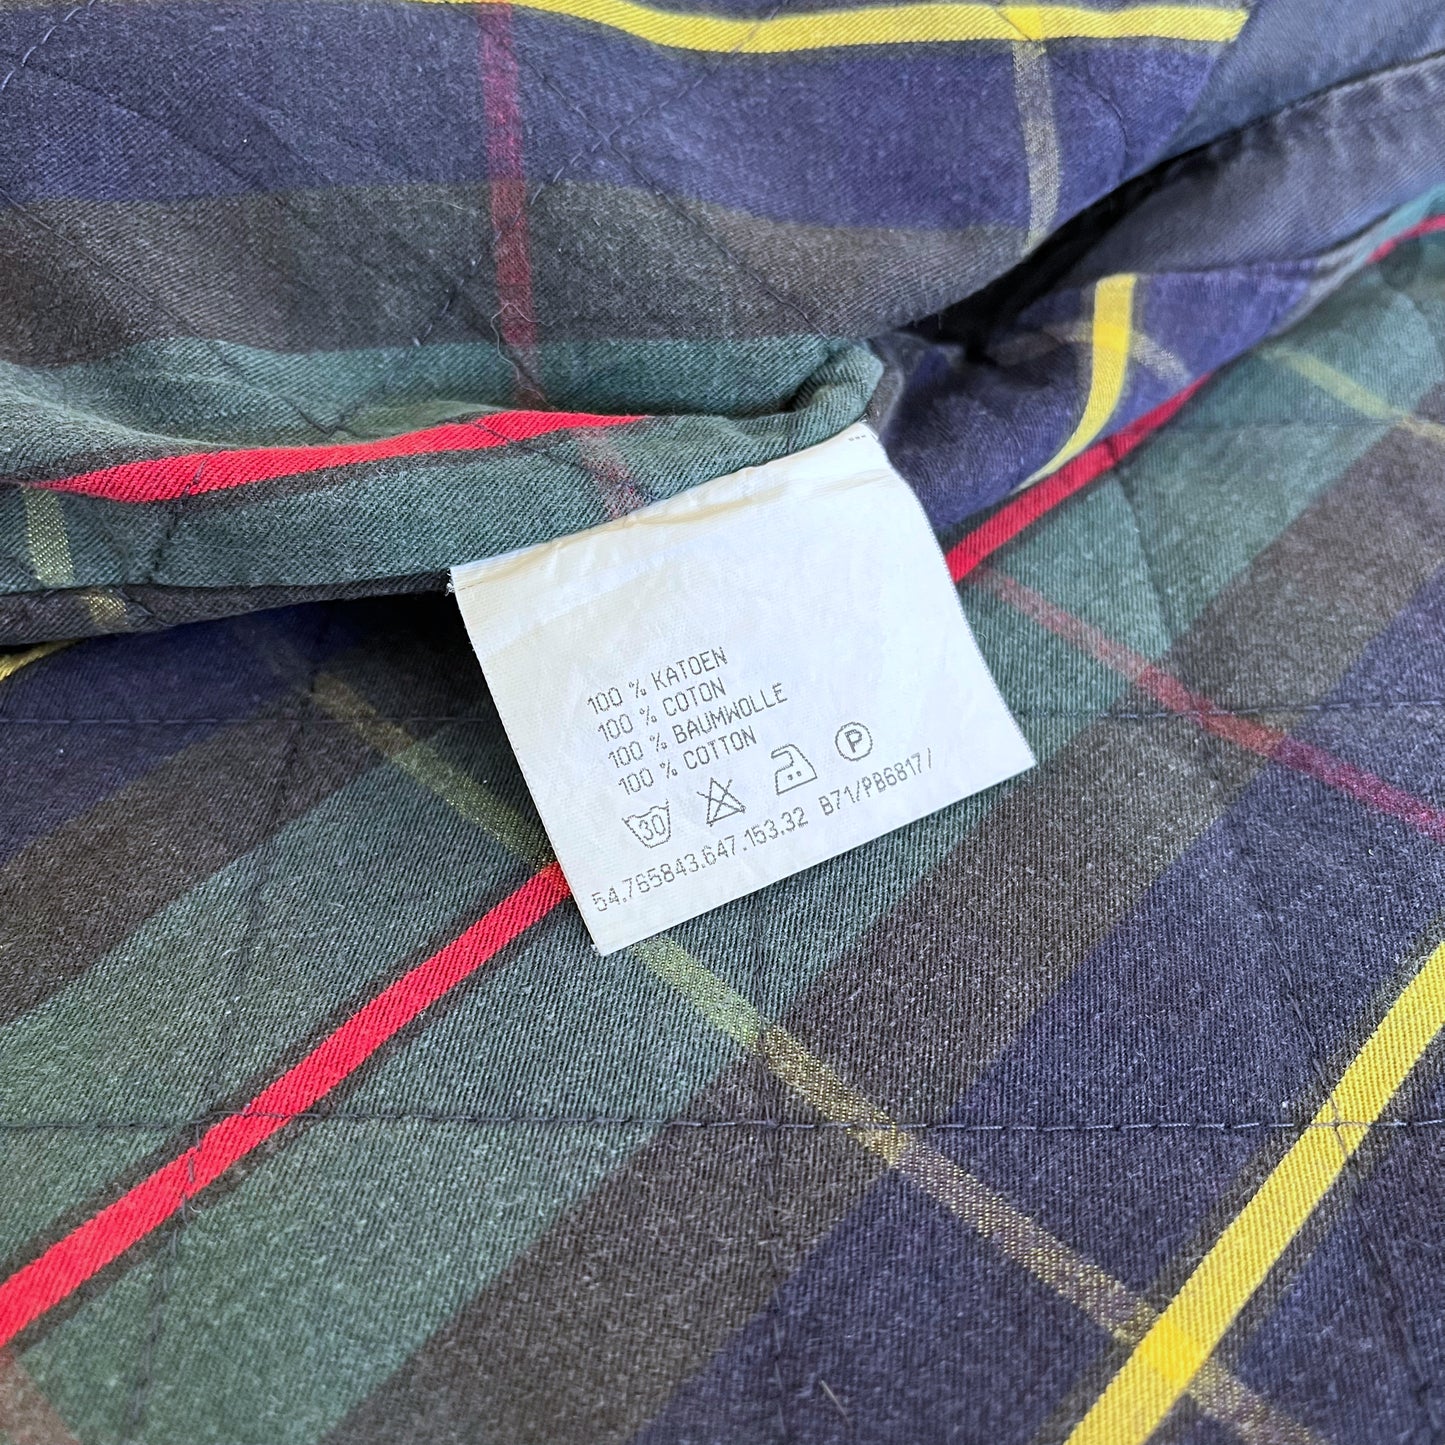 100 % KATOEN
100 % COTON
100 % BAUMWOLLE
100 % COTTON
30 P
54.765843.647.153.32 B71/PB6817/